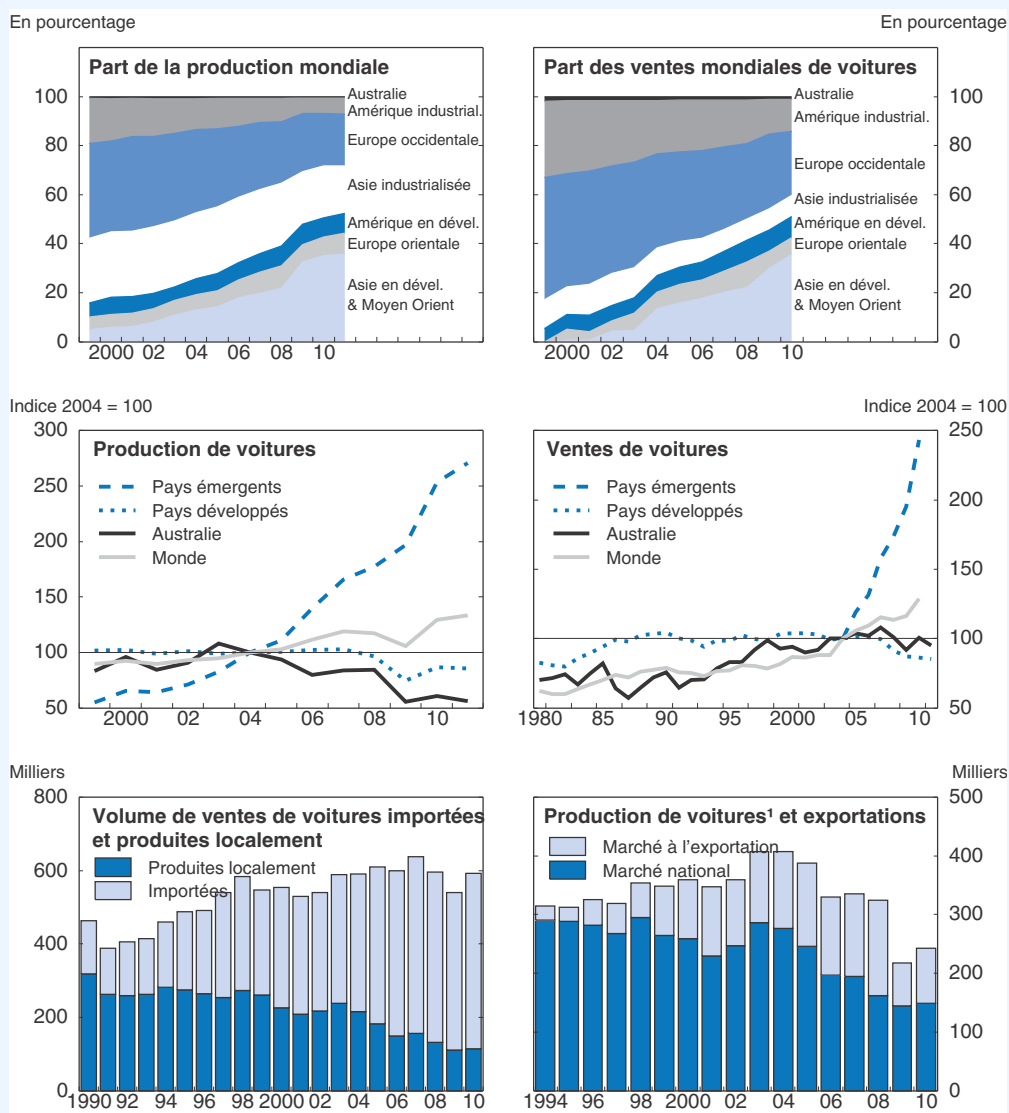 En pourcentage
En pourcentage
Part de la production mondiale
100
80
60
40
20
0
Australie
Amérique industrial.
Europe occidentale
Asie industrialisée
Amérique en dével.
Europe orientale
Asie en dével.
& Moyen Orient
2000 02 04 06 08 10
Part des ventes mondiales de voitures
Australie
Amérique industrial.
Europe occidentale
Asie industrialisée
Amérique en dével.
Europe orientale
Asie en dével.
& Moyen Orient
100
80
60
40
20
0
2000 02 04 06 08 10
Indice 2004 = 100
Indice 2004 = 100
300
250
200
150
100
50
Production de voitures
Pays émergents
Pays développés
Australie
Monde
2000 02 04 06 08 10
Ventes de voitures
Pays émergents
Pays développés
Australie
Monde
250
200
150
100
50
1980 85 90 95 2000 05 10
Milliers
Milliers
800
600
400
200
0
Volume de ventes de voitures importées
et produites localement
Produites localement
Importées
1990 92 94 96 98 2000 02 04 06 08 10
Production de voitures¹ et exportations
Marché à l'exportation
Marché national
500
400
300
200
100
0
1994 96 98 2000 02 04 06 08 10